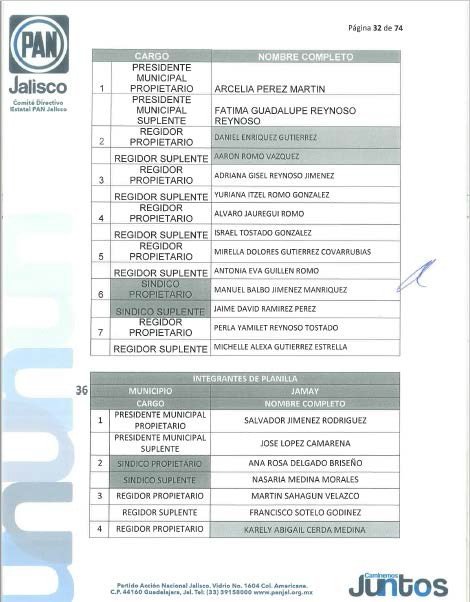 Página 32 de 74
PAN
Jalisco
Comité Directivo
Estatal PAN Jalisco
CARGO NOMBRE COMPLETO
1 PRESIDENTE MUNICIPAL PROPIETARIO ARCELIA PEREZ MARTIN
PRESIDENTE MUNICIPAL SUPLENTE FATIMA GUADALUPE REYNOSO REYNOSO
2 REGIDOR PROPIETARIO DANIEL ENRIQUEZ GUTIERREZ
REGIDOR SUPLENTE AARON ROMO VAZQUEZ
3 REGIDOR PROPIETARIO ADRIANA GISEL REYNOSO JIMENEZ
REGIDOR SUPLENTE YURIANA ITZEL ROMO GONZALEZ
4 REGIDOR PROPIETARIO ALVARO JAUREGUI ROMO
REGIDOR SUPLENTE ISRAEL TOSTADO GONZALEZ
5 REGIDOR PROPIETARIO MIRELLA DOLORES GUTIERREZ COVARRUBIAS
REGIDOR SUPLENTE ANTONIA EVA GUILLEN ROMO
6 SINDICO PROPIETARIO MANUEL BALBO JIMENEZ MANRIQUEZ
SINDICO SUPLENTE JAIME DAVID RAMIREZ PEREZ
7 REGIDOR PROPIETARIO PERLA YAMILET REYNOSO TOSTADO
REGIDOR SUPLENTE MICHELLE ALEXA GUTIERREZ ESTRELLA
INTEGRANTES DE PLANILLA
36 MUNICIPIO JAMAY
CARGO NOMBRE COMPLETO
1 PRESIDENTE MUNICIPAL PROPIETARIO SALVADOR JIMENEZ RODRIGUEZ
PRESIDENTE MUNICIPAL SUPLENTE JOSE LOPEZ CAMARENA
2 SINDICO PROPIETARIO ANA ROSA DELGADO BRISEÑO
SINDICO SUPLENTE NASARIA MEDINA MORALES
3 REGIDOR PROPIETARIO MARTIN SAHAGUN VELAZCO
REGIDOR SUPLENTE FRANCISCO SOTELO GODINEZ
4 REGIDOR PROPIETARIO KARELY ABIGAIL CERDA MEDINA
Partido Acción Nacional Jalisco, Vidrio No. 1604 Col. Americana.
C.P. 44160 Guadalajara, Jal. Tel: (33) 39158000 www.panjal.org.mx
Caminemos
Juntos